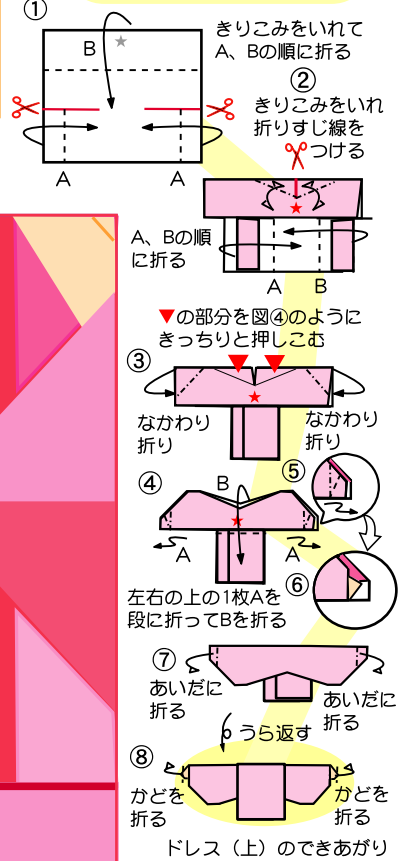 ①
きりこみをいれて
A、Bの順に折る
B
A
A
②
きりこみをいれ
折りすじ線を
つける
A、Bの順
に折る
A
B
▼の部分を図④のように
きっちりと押しこむ
③
なかわり
折り
なかわり
折り
④
B
A
A
⑤
⑥
左右の上の1枚Aを
段に折ってBを折る
⑦
あいだに
折る
あいだに
折る
うら返す
⑧
かどを
折る
かどを
折る
ドレス（上）のできあがり